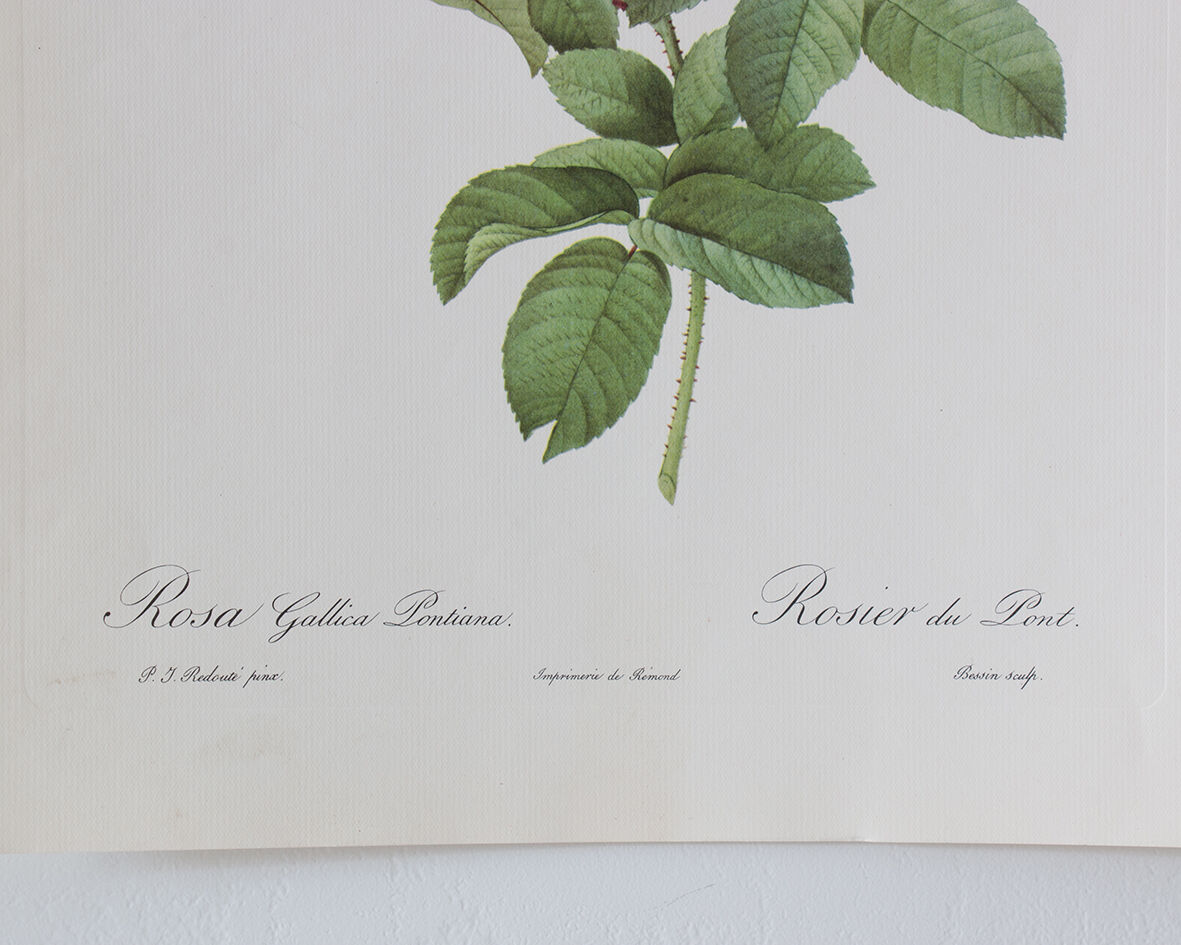 Rosa Gallica Pontiana. Rosier du Pont.
P. J. Redouté pinx. Imprimerie de Rémond Bessin sculp.